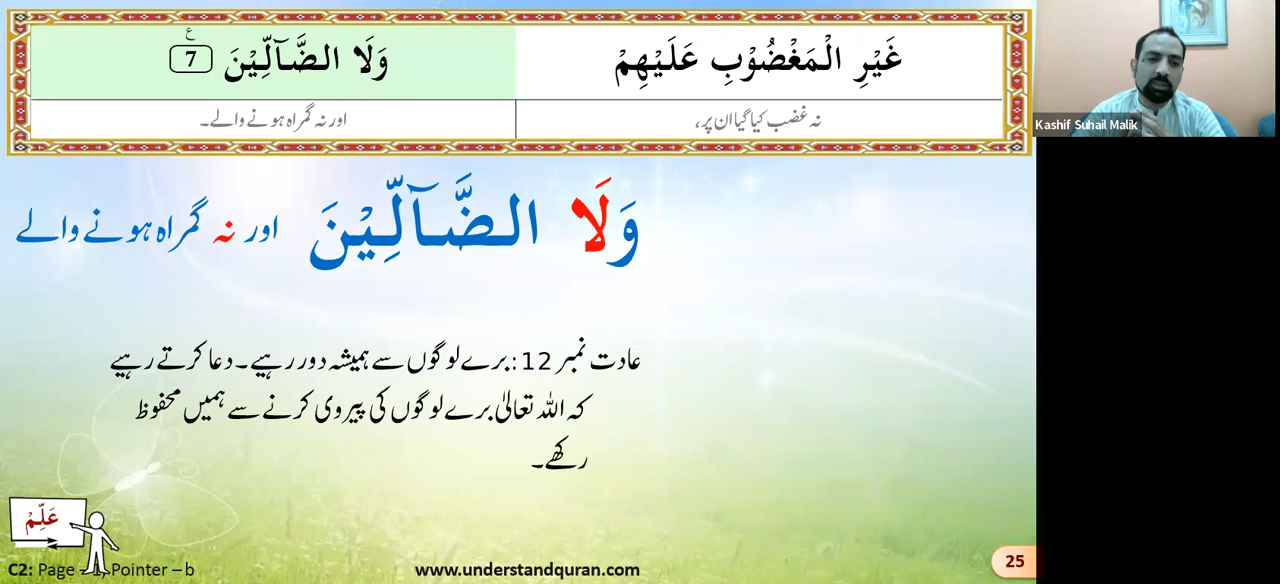 غَيْرِ الْمَغْضُوْبِ عَلَيْهِمْ
وَلَا الضَّآلِّيْنَ 7 ع
نہ غضب کیا گیا ان پر،
اور نہ گمراہ ہونے والے۔
Kashif Suhail Malik
وَلَا الضَّآلِّيْنَ اور نہ گمراہ ہونے والے
عادت نمبر 12: برے لوگوں سے ہمیشہ دور رہیے۔ دعا کرتے رہیے
کہ اللہ تعالیٰ برے لوگوں کی پیروی کرنے سے ہمیں محفوظ
رکھے۔
عَلِّمْ
C2: Page – 1, Pointer – b
www.understandquran.com
25